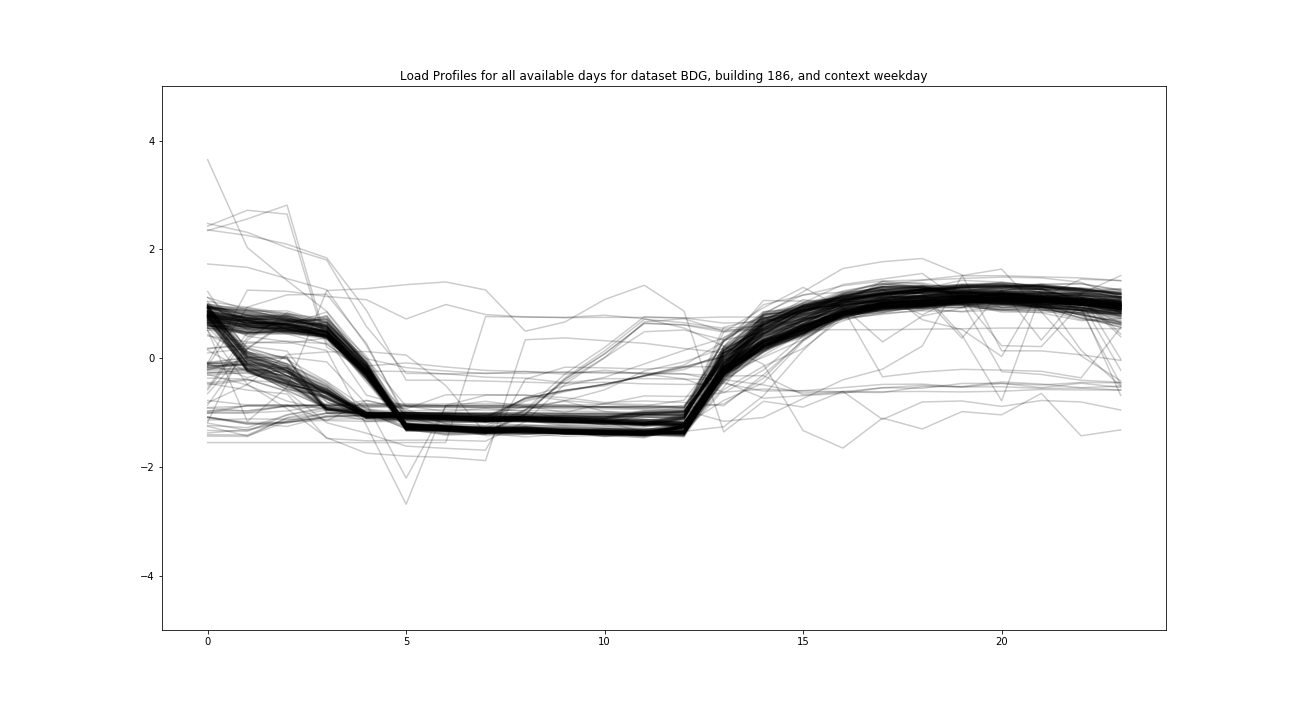 Load Profiles for all available days for dataset BDG, building 186, and context weekday
4
2
0
−2
−4
0 5 10 15 20